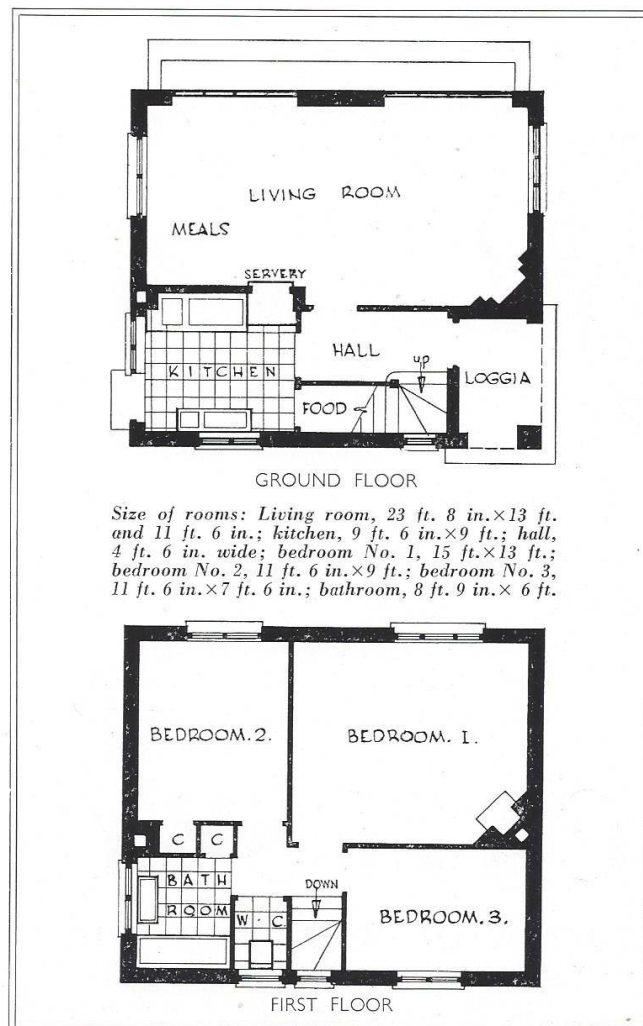 LIVING ROOM
MEALS
SERVERY
HALL
UP
KITCHEN
LOGGIA
FOOD
GROUND FLOOR
Size of rooms: Living room, 23 ft. 8 in.×13 ft.
and 11 ft. 6 in.; kitchen, 9 ft. 6 in.×9 ft.; hall,
4 ft. 6 in. wide; bedroom No. 1, 15 ft.×13 ft.;
bedroom No. 2, 11 ft. 6 in.×9 ft.; bedroom No. 3,
11 ft. 6 in.×7 ft. 6 in.; bathroom, 8 ft. 9 in.× 6 ft.
BEDROOM.2.
BEDROOM. 1.
C C
BATH
ROOM
DOWN
W.C
BEDROOM.3.
FIRST FLOOR